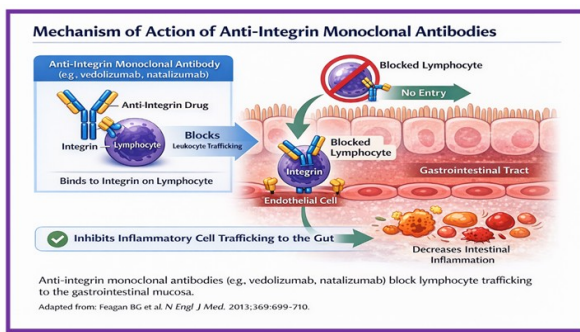 Mechanism of Action of Anti-Integrin Monoclonal Antibodies
Anti-Integrin Monoclonal Antibody
(e.g., vedolizumab, natalizumab)
Anti-Integrin Drug
Integrin
Lymphocyte
Binds to Integrin on Lymphocyte
Blocks
Leukocyte Trafficking
Blocked Lymphocyte
No Entry
Blocked
Lymphocyte
Integrin
Gastrointestinal Tract
Endothelial Cell
Inhibits Inflammatory Cell Trafficking to the Gut
Decreases Intestinal
Inflammation
Anti-integrin monoclonal antibodies (e.g., vedolizumab, natalizumab) block lymphocyte trafficking
to the gastrointestinal mucosa.
Adapted from: Feagan BG et al. N Engl J Med. 2013;369:699-710.